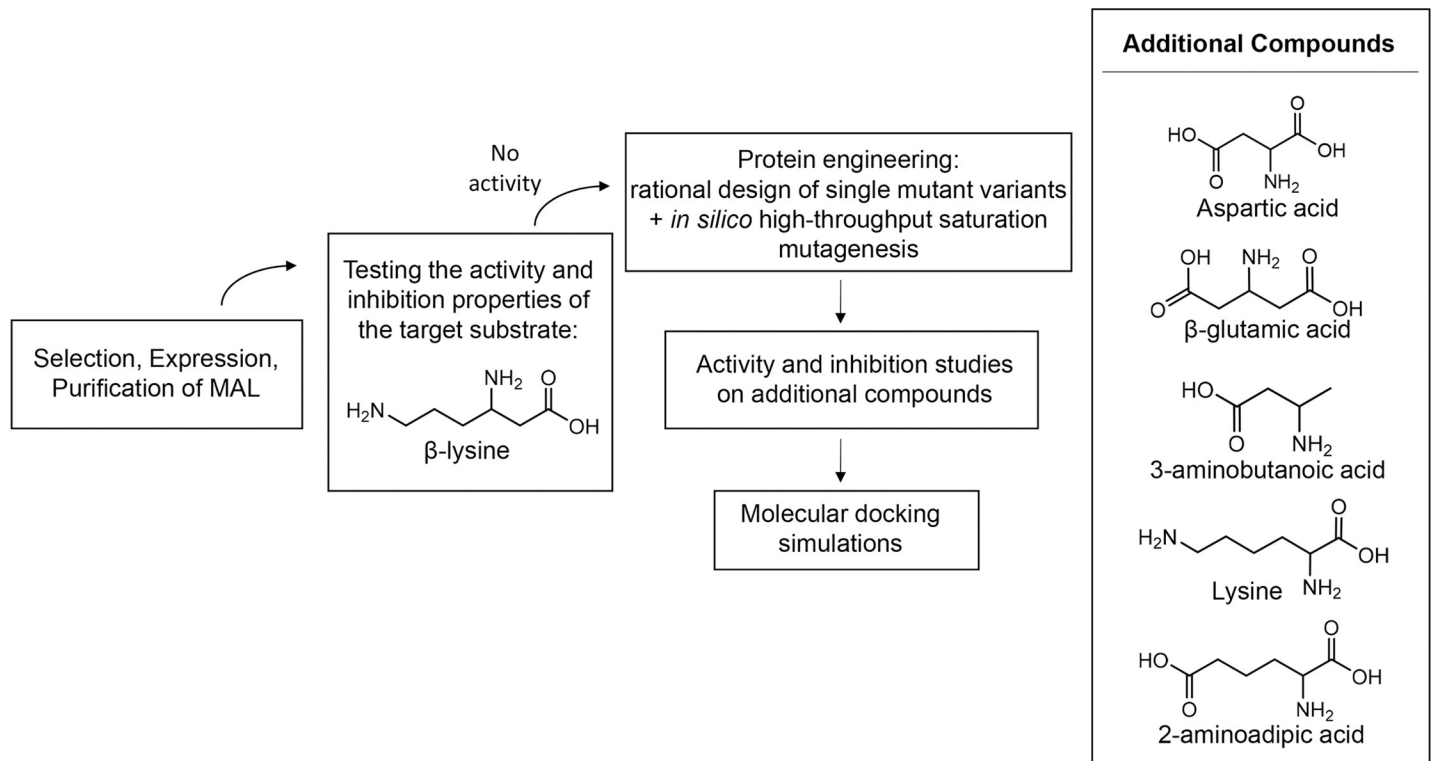 Selection, Expression,
Purification of MAL
Testing the activity and
inhibition properties of
the target substrate:
NH₂
O
H₂N
OH
β-lysine
No
activity
Protein engineering:
rational design of single mutant variants
+ in silico high-throughput saturation
mutagenesis
Activity and inhibition studies
on additional compounds
Molecular docking
simulations
Additional Compounds
O
HO
OH
O
NH₂
Aspartic acid
OH
NH₂
O
O
OH
β-glutamic acid
HO
O
NH₂
3-aminobutanoic acid
O
H₂N
OH
NH₂
Lysine
O
HO
OH
O
NH₂
2-aminoadipic acid